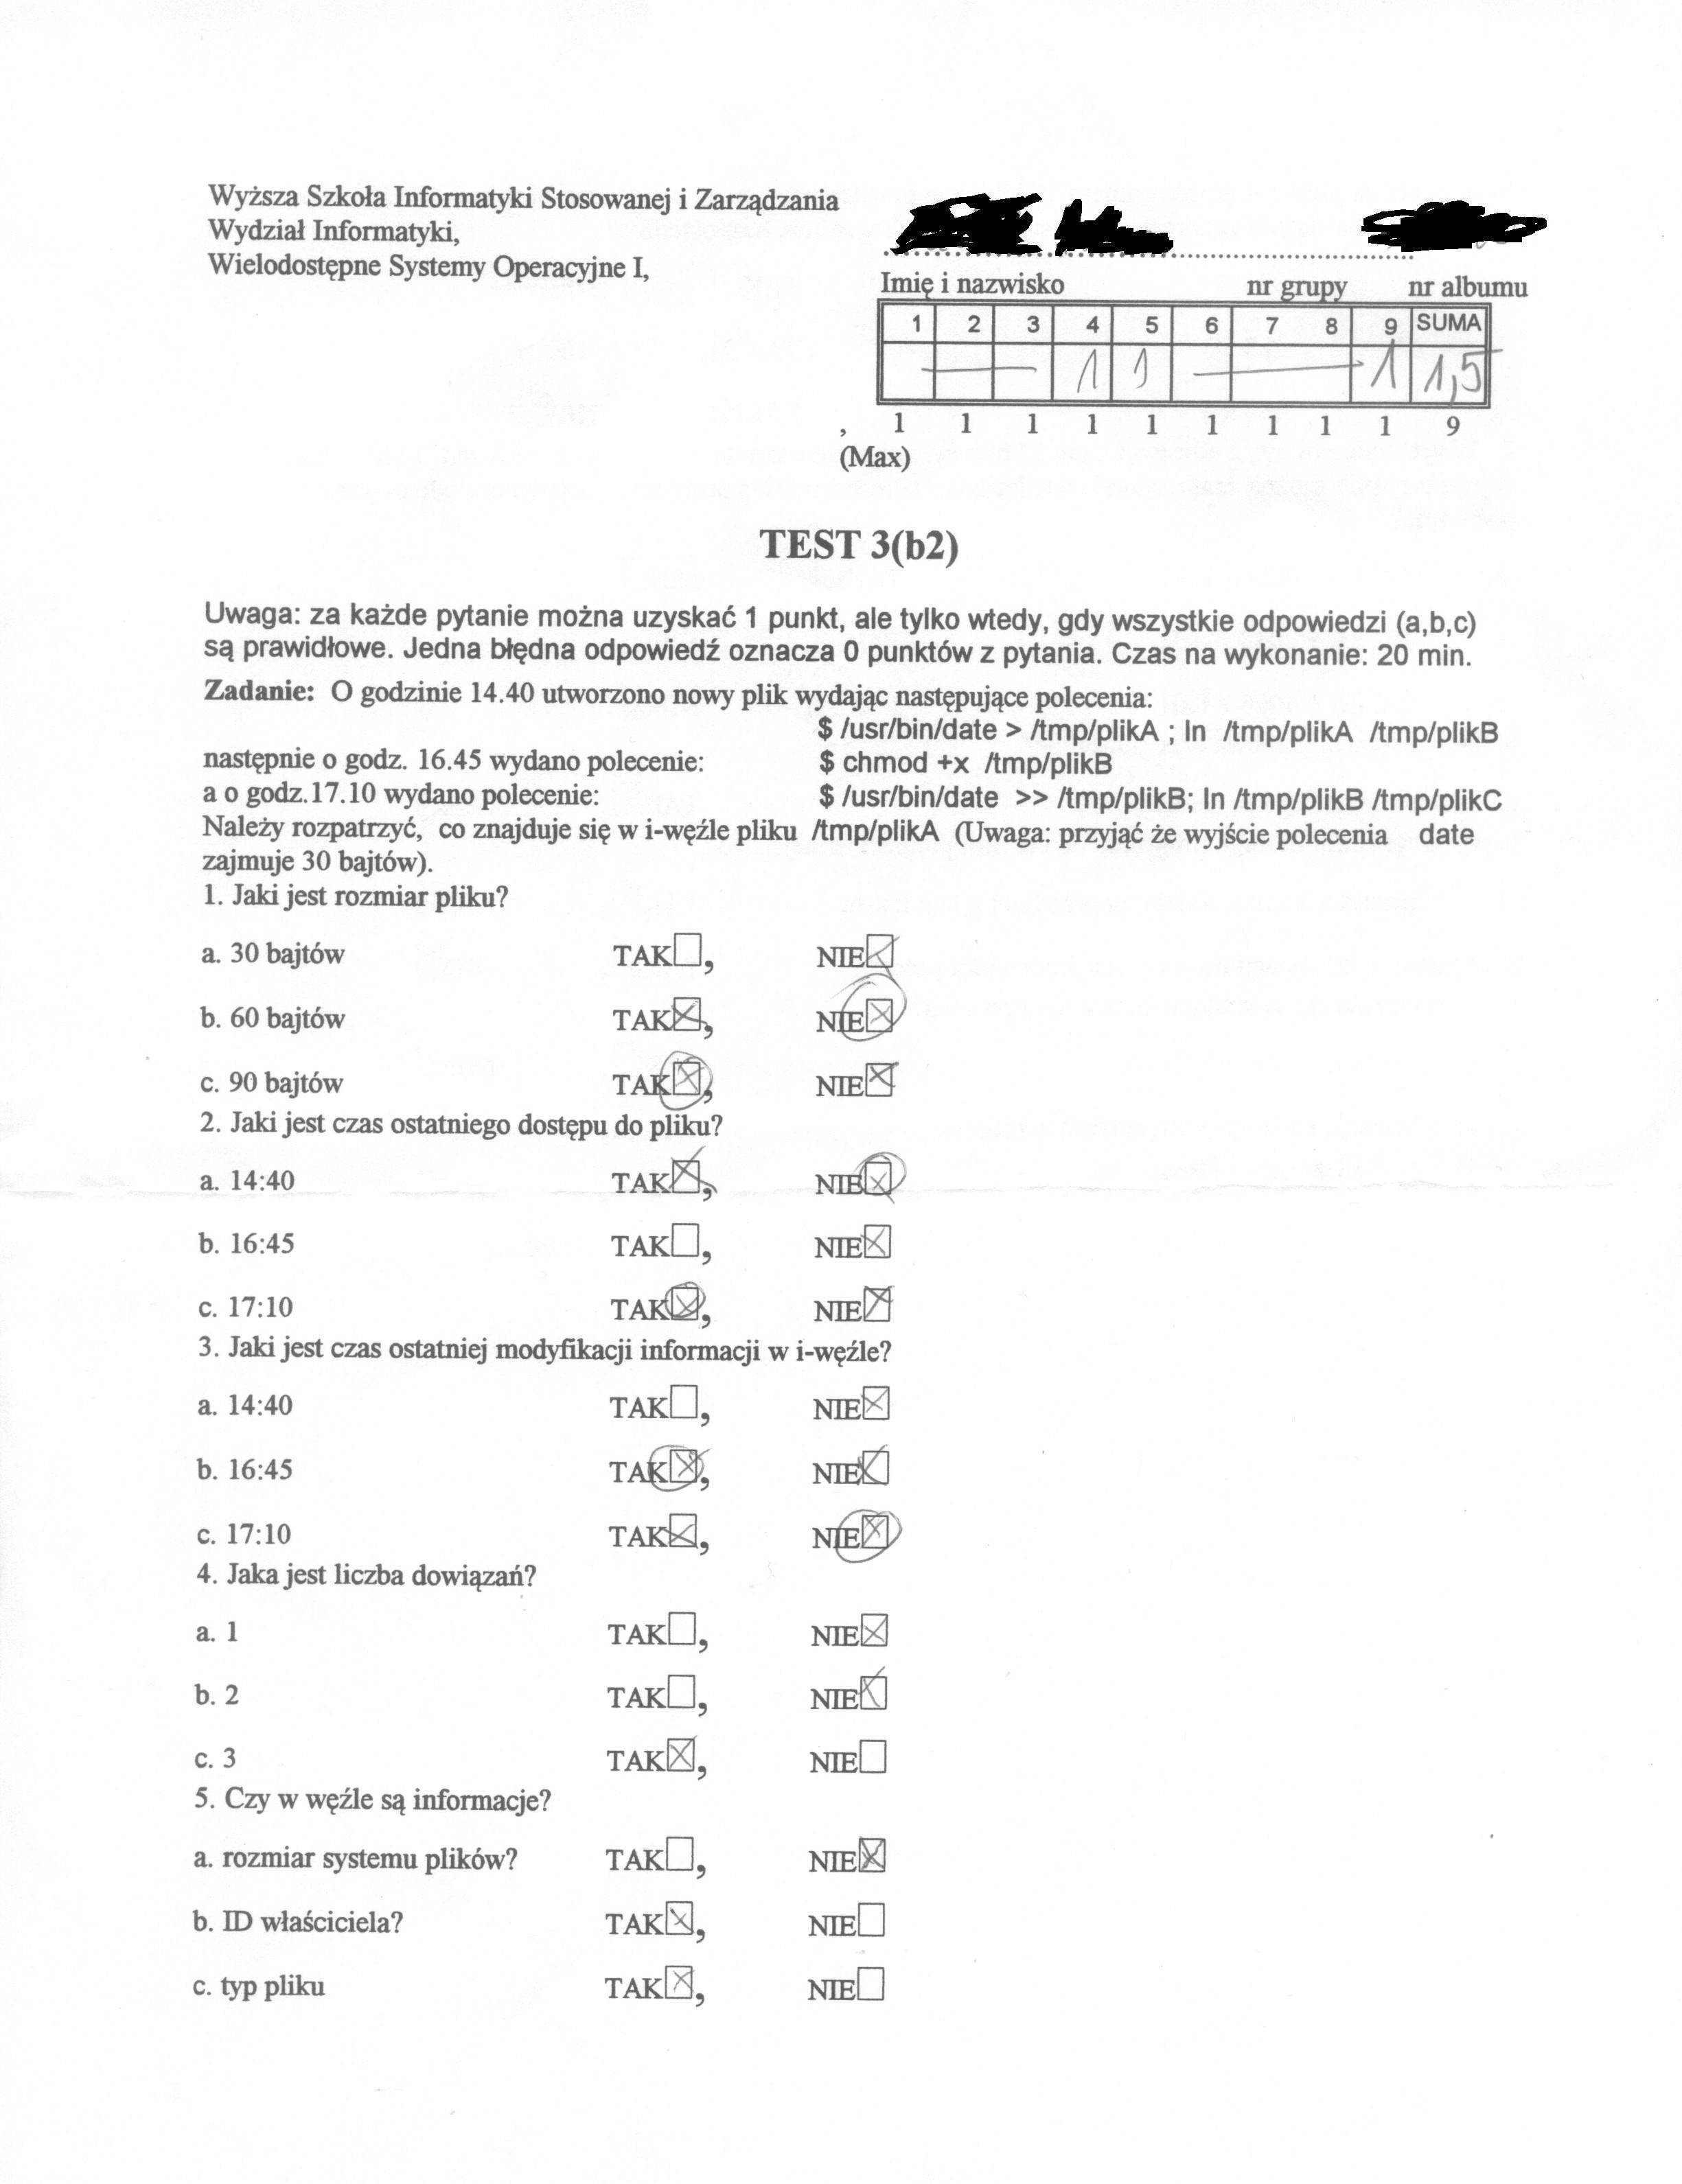 Wyższa Szkoła Informatyki Stosowanej i Zarządzania
Wydział Informatyki,
Wielodostępne Systemy Operacyjne I,
Imię i nazwisko nr grupy nr albumu
1 2 3 4 5 6 7 8 9 SUMA
1 1 1 1,5
, 1 1 1 1 1 1 1 1 1 9
(Max)
TEST 3(b2)
Uwaga: za każde pytanie można uzyskać 1 punkt, ale tylko wtedy, gdy wszystkie odpowiedzi (a,b,c)
są prawidłowe. Jedna błędna odpowiedź oznacza 0 punktów z pytania. Czas na wykonanie: 20 min.
Zadanie: O godzinie 14.40 utworzono nowy plik wydając następujące polecenia:
$ /usr/bin/date > /tmp/plikA ; ln /tmp/plikA /tmp/plikB
następnie o godz. 16.45 wydano polecenie: $ chmod +x /tmp/plikB
a o godz.17.10 wydano polecenie: $ /usr/bin/date >> /tmp/plikB; ln /tmp/plikB /tmp/plikC
Należy rozpatrzyć, co znajduje się w i-węźle pliku /tmp/plikA (Uwaga: przyjąć że wyjście polecenia date
zajmuje 30 bajtów).
1. Jaki jest rozmiar pliku?
a. 30 bajtów TAK, NIE
b. 60 bajtów TAK, NIE
c. 90 bajtów TAK, NIE
2. Jaki jest czas ostatniego dostępu do pliku?
a. 14:40 TAK, NIE
b. 16:45 TAK, NIE
c. 17:10 TAK, NIE
3. Jaki jest czas ostatniej modyfikacji informacji w i-węźle?
a. 14:40 TAK, NIE
b. 16:45 TAK, NIE
c. 17:10 TAK, NIE
4. Jaka jest liczba dowiązań?
a. 1 TAK, NIE
b. 2 TAK, NIE
c. 3 TAK, NIE
5. Czy w węźle są informacje?
a. rozmiar systemu plików? TAK, NIE
b. ID właściciela? TAK, NIE
c. typ pliku TAK, NIE